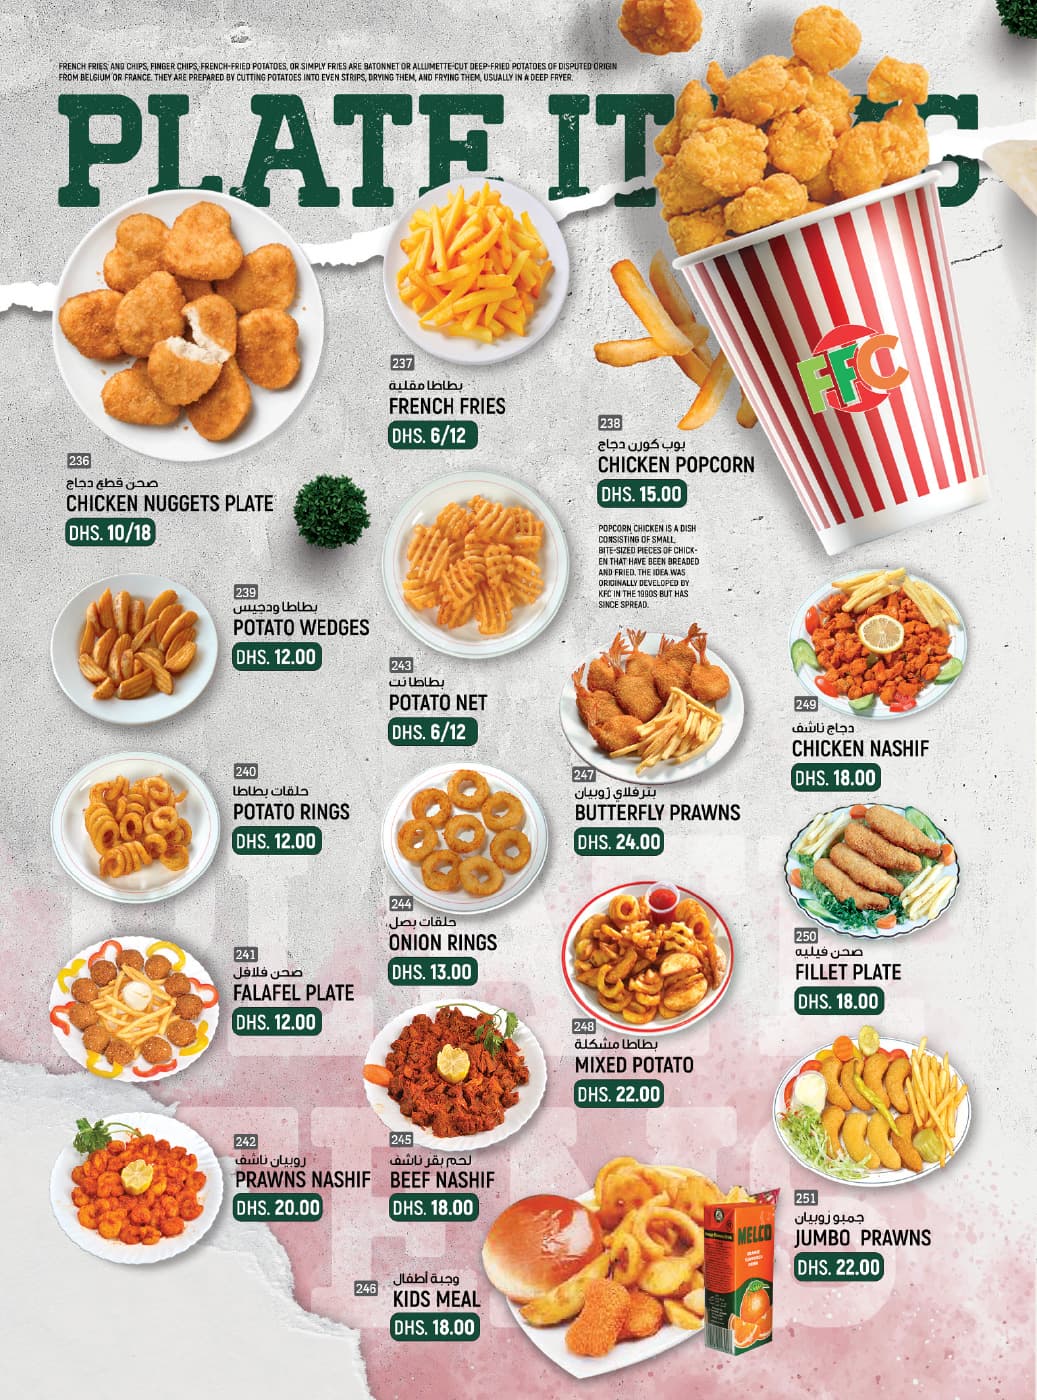 FRENCH FRIES, AND CHIPS, FINGER CHIPS, FRENCH-FRIED POTATOES, OR SIMPLY FRIES ARE BATONNET OR ALLUMETTE-CUT DEEP-FRIED POTATOES OF DISPUTED ORIGIN
FROM BELGIUM OR FRANCE. THEY ARE PREPARED BY CUTTING POTATOES INTO EVEN STRIPS, DRYING THEM, AND FRYING THEM, USUALLY IN A DEEP FRYER.
PLATE ITEMS
FFC
236
صحن قطع دجاج
CHICKEN NUGGETS PLATE
DHS. 10/18
237
بطاطا مقلية
FRENCH FRIES
DHS. 6/12
238
بوب كورن دجاج
CHICKEN POPCORN
DHS. 15.00
POPCORN CHICKEN IS A DISH
CONSISTING OF SMALL,
BITE-SIZED PIECES OF CHICK-
EN THAT HAVE BEEN BREADED
AND FRIED. THE IDEA WAS
ORIGINALLY DEVELOPED BY
KFC IN THE 1990S BUT HAS
SINCE SPREAD.
239
بطاطا ودجيس
POTATO WEDGES
DHS. 12.00
240
حلقات بطاطا
POTATO RINGS
DHS. 12.00
241
صحن فلافل
FALAFEL PLATE
DHS. 12.00
242
روبيان ناشف
PRAWNS NASHIF
DHS. 20.00
243
بطاطا نت
POTATO NET
DHS. 6/12
244
حلقات بصل
ONION RINGS
DHS. 13.00
245
لحم بقر ناشف
BEEF NASHIF
DHS. 18.00
246
وجبة أطفال
KIDS MEAL
DHS. 18.00
MELCO
247
بترفلاي زوبيان
BUTTERFLY PRAWNS
DHS. 24.00
248
بطاطا مشكلة
MIXED POTATO
DHS. 22.00
249
دجاج ناشف
CHICKEN NASHIF
DHS. 18.00
250
صحن فيليه
FILLET PLATE
DHS. 18.00
251
جمبو زوبيان
JUMBO PRAWNS
DHS. 22.00